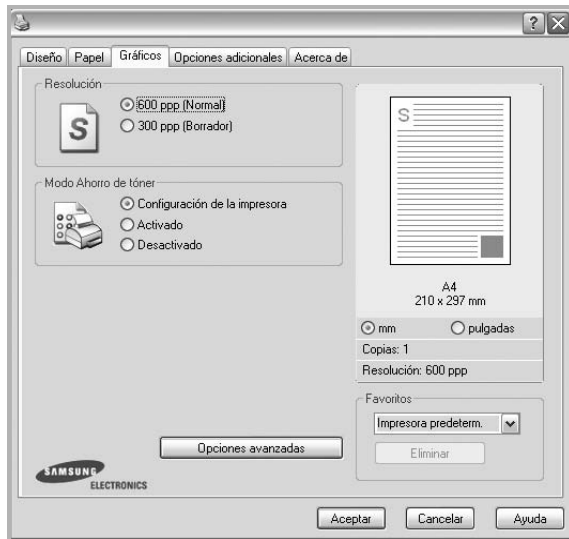 Diseño Papel Gráficos Opciones adicionales Acerca de
Resolución
S
600 ppp (Normal)
300 ppp (Borrador)
Modo Ahorro de tóner
Configuración de la impresora
Activado
Desactivado
Opciones avanzadas
SAMSUNG
ELECTRONICS
S
A4
210 x 297 mm
mm pulgadas
Copias: 1
Resolución: 600 ppp
Favoritos
Impresora predeterm.
Eliminar
Aceptar Cancelar Ayuda